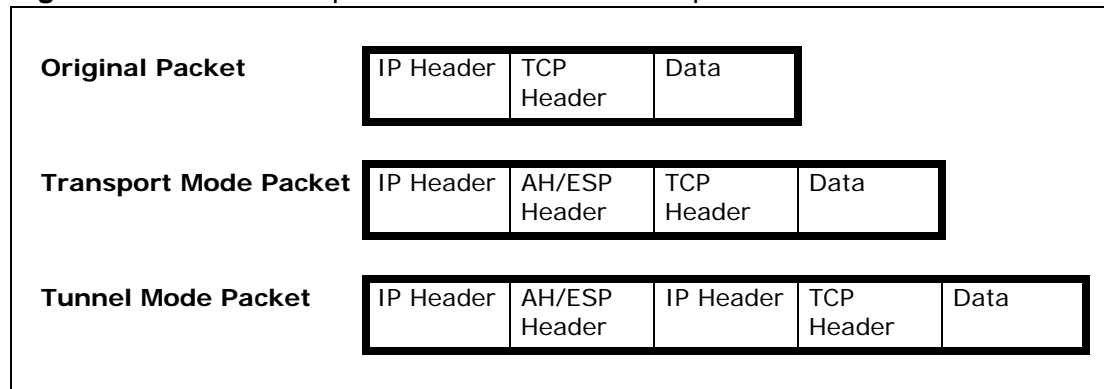 Original Packet
IP Header TCP Header Data
Transport Mode Packet
IP Header AH/ESP Header TCP Header Data
Tunnel Mode Packet
IP Header AH/ESP Header IP Header TCP Header Data